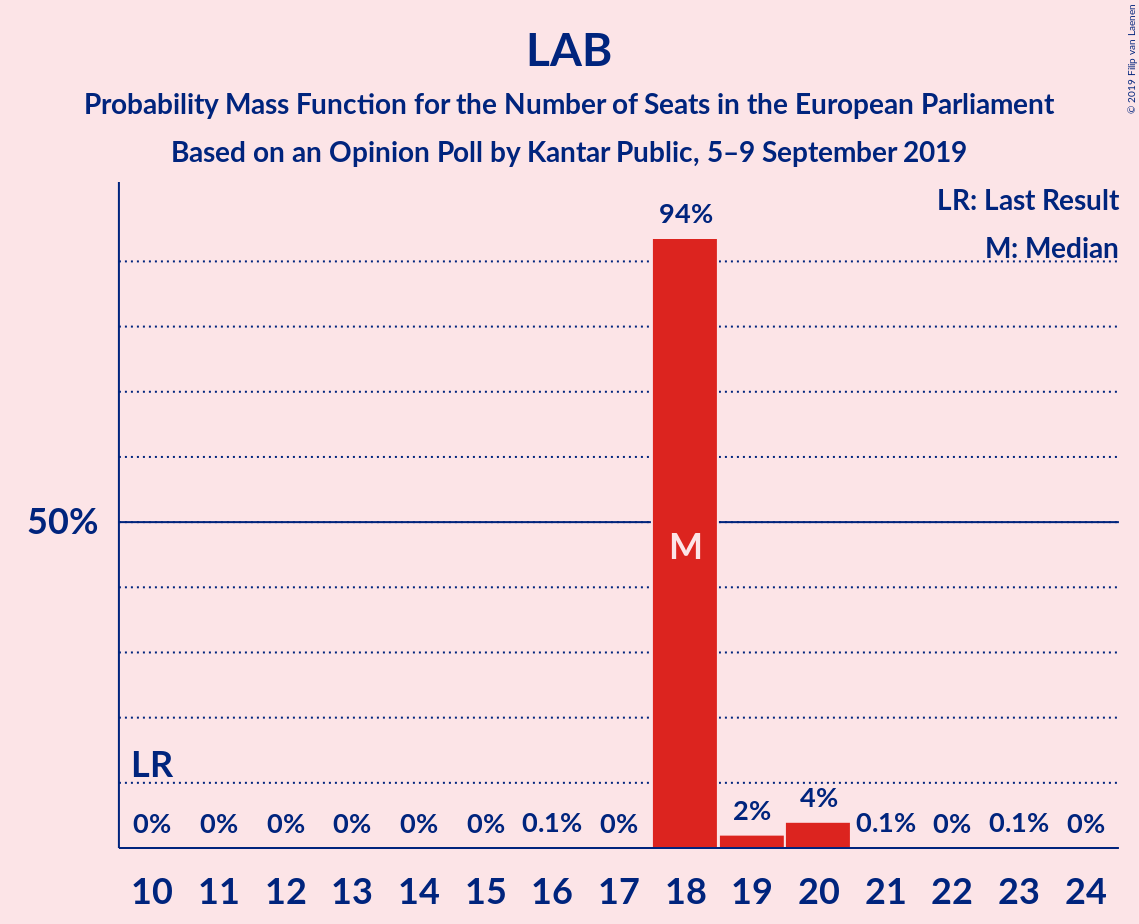 LAB
Probability Mass Function for the Number of Seats in the European Parliament
Based on an Opinion Poll by Kantar Public, 5–9 September 2019
© 2019 Filip van Laenen
LR: Last Result
M: Median
94%
50%
M
LR
0% 0% 0% 0% 0% 0% 0.1% 0% 2% 4% 0.1% 0% 0.1% 0%
10 11 12 13 14 15 16 17 18 19 20 21 22 23 24